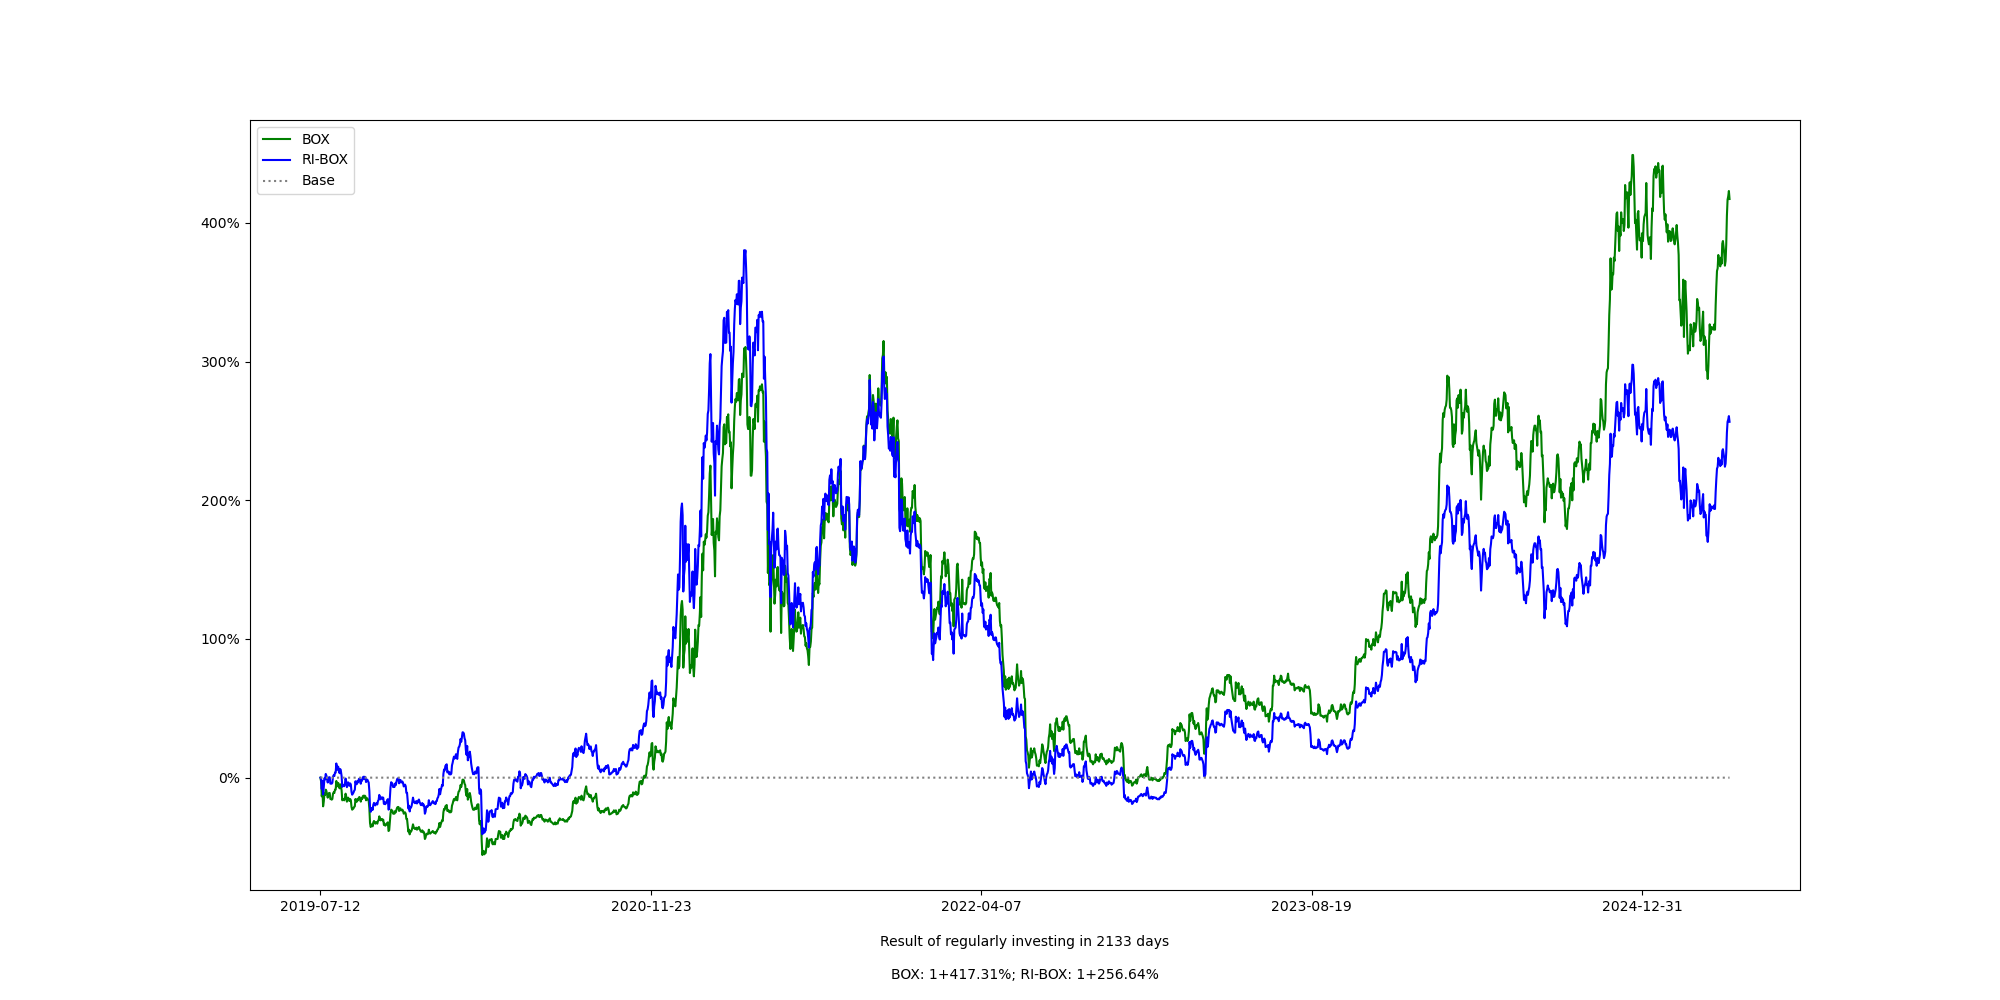 BOX
RI-BOX
Base
400%
300%
200%
100%
0%
2019-07-12 2020-11-23 2022-04-07 2023-08-19 2024-12-31
Result of regularly investing in 2133 days
BOX: 1+417.31%; RI-BOX: 1+256.64%